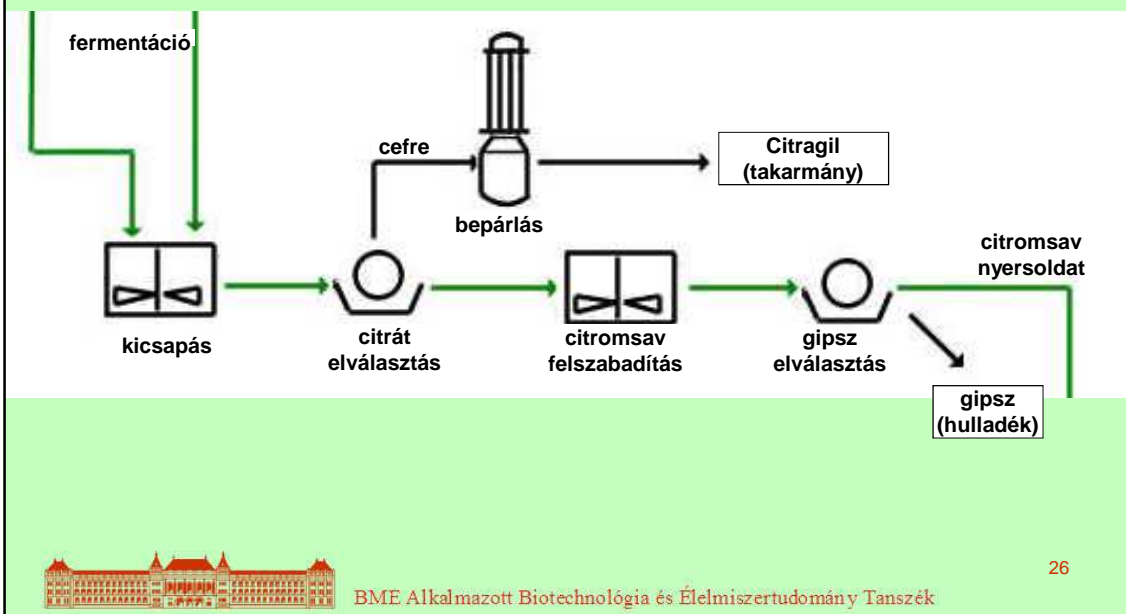 fermentáció
cefre
Citragil
(takarmány)
bepárlás
citromsav
nyersoldat
kicsapás
citrát
elválasztás
citromsav
felszabadítás
gipsz
elválasztás
gipsz
(hulladék)
26
BME Alkalmazott Biotechnológia és Élelmiszertudomány Tanszék